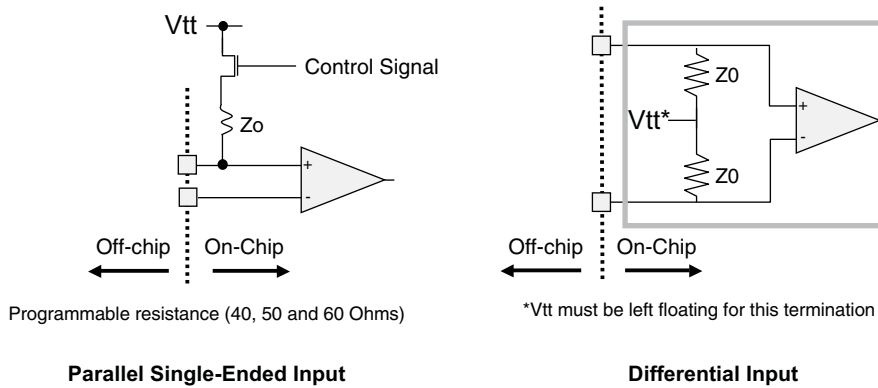 Vtt
Control Signal
Zo
+
-
Off-chip
On-Chip
Programmable resistance (40, 50 and 60 Ohms)
Parallel Single-Ended Input
Z0
Vtt*
+
-
Z0
Off-chip
On-Chip
*Vtt must be left floating for this termination
Differential Input